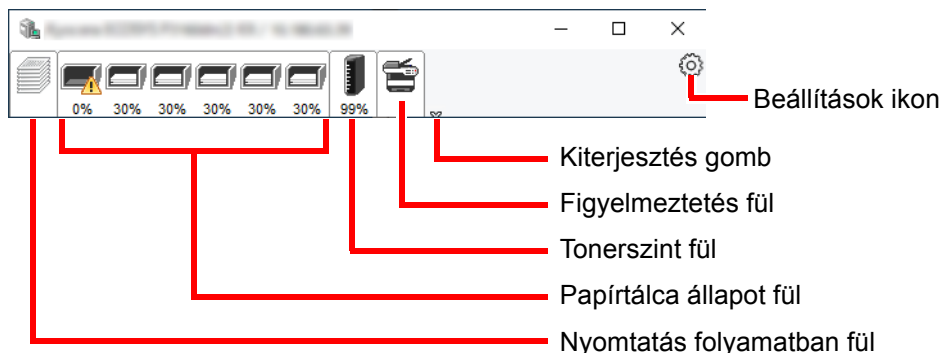 0% 30% 30% 30% 30% 30% 99%
Beállítások ikon
Kiterjesztés gomb
Figyelmeztetés fül
Tonerszint fül
Papírtálca állapot fül
Nyomtatás folyamatban fül